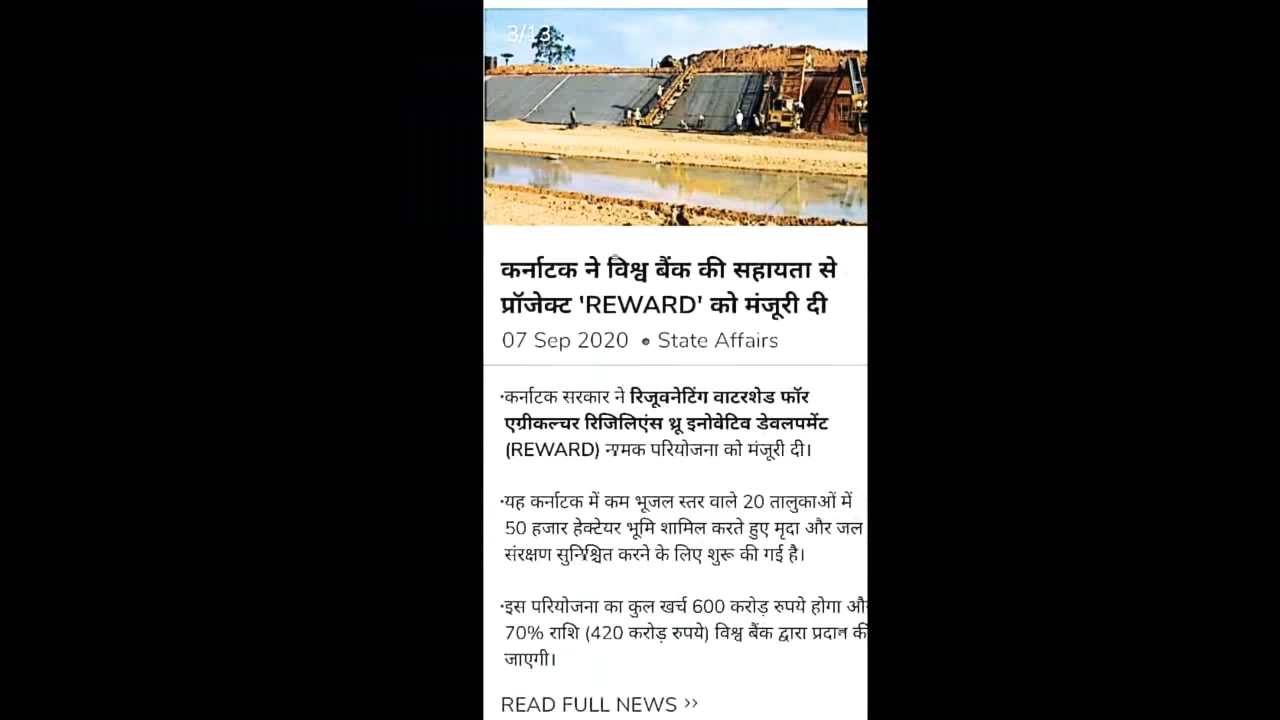 3/13
कर्नाटक ने विश्व बैंक की सहायता से
प्रॉजेक्ट 'REWARD' को मंजूरी दी
07 Sep 2020 • State Affairs
·कर्नाटक सरकार ने रिजूवनेटिंग वाटरशेड फॉर
एग्रीकल्चर रिजिलिएंस थ्रू इनोवेटिव डेवलपमेंट
(REWARD) नामक परियोजना को मंजूरी दी।
·यह कर्नाटक में कम भूजल स्तर वाले 20 तालुकाओं में
50 हजार हेक्टेयर भूमि शामिल करते हुए मृदा और जल
संरक्षण सुनिश्चित करने के लिए शुरू की गई है।
·इस परियोजना का कुल खर्च 600 करोड़ रुपये होगा और
70% राशि (420 करोड़ रुपये) विश्व बैंक द्वारा प्रदान की
जाएगी।
READ FULL NEWS >>